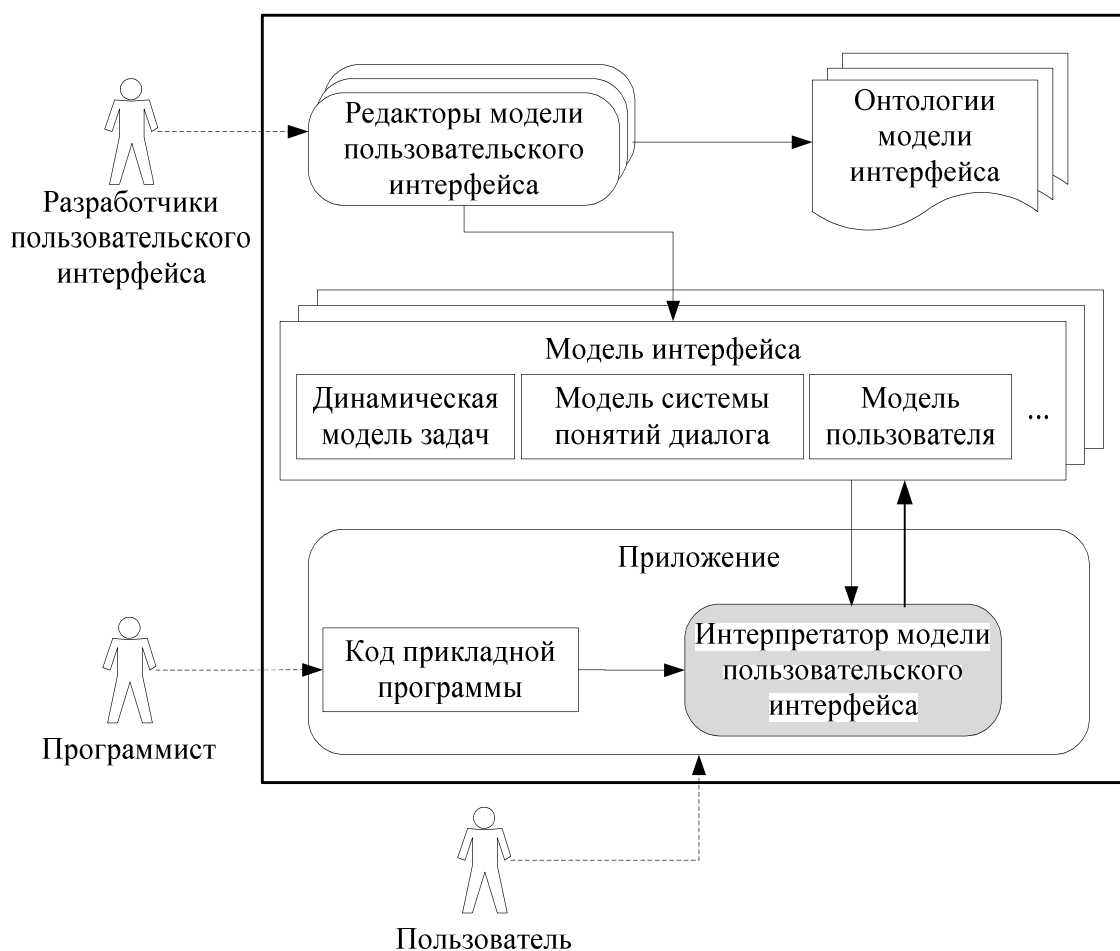 Разработчики
пользовательского
интерфейса
Редакторы модели
пользовательского
интерфейса
Онтологии
модели
интерфейса
Модель интерфейса
Динамическая
модель задач
Модель системы
понятий диалога
Модель
пользователя
...
Приложение
Программист
Код прикладной
программы
Интерпретатор модели
пользовательского
интерфейса
Пользователь